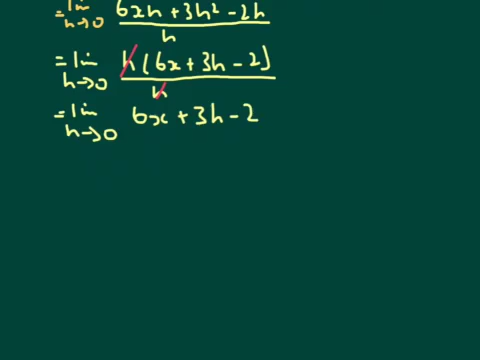 = lim h→0 (6xh + 3h² - 2h) / h
= lim h→0 h(6x + 3h - 2) / h
= lim h→0 6x + 3h - 2